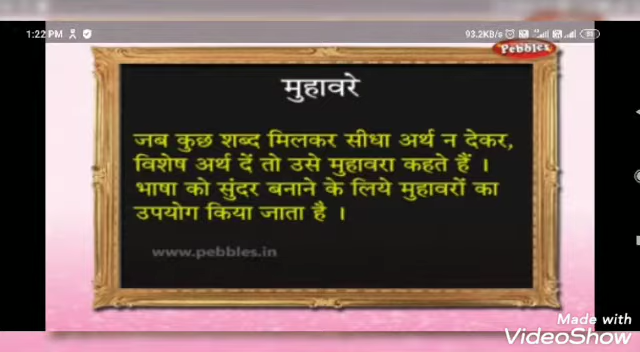 1:22 PM
93.2KB/s
Pebbles
मुहावरे
जब कुछ शब्द मिलकर सीधा अर्थ न देकर,
विशेष अर्थ दें तो उसे मुहावरा कहते हैं ।
भाषा को सुंदर बनाने के लिये मुहावरों का
उपयोग किया जाता है ।
www.pebbles.in
Made with
VideoShow